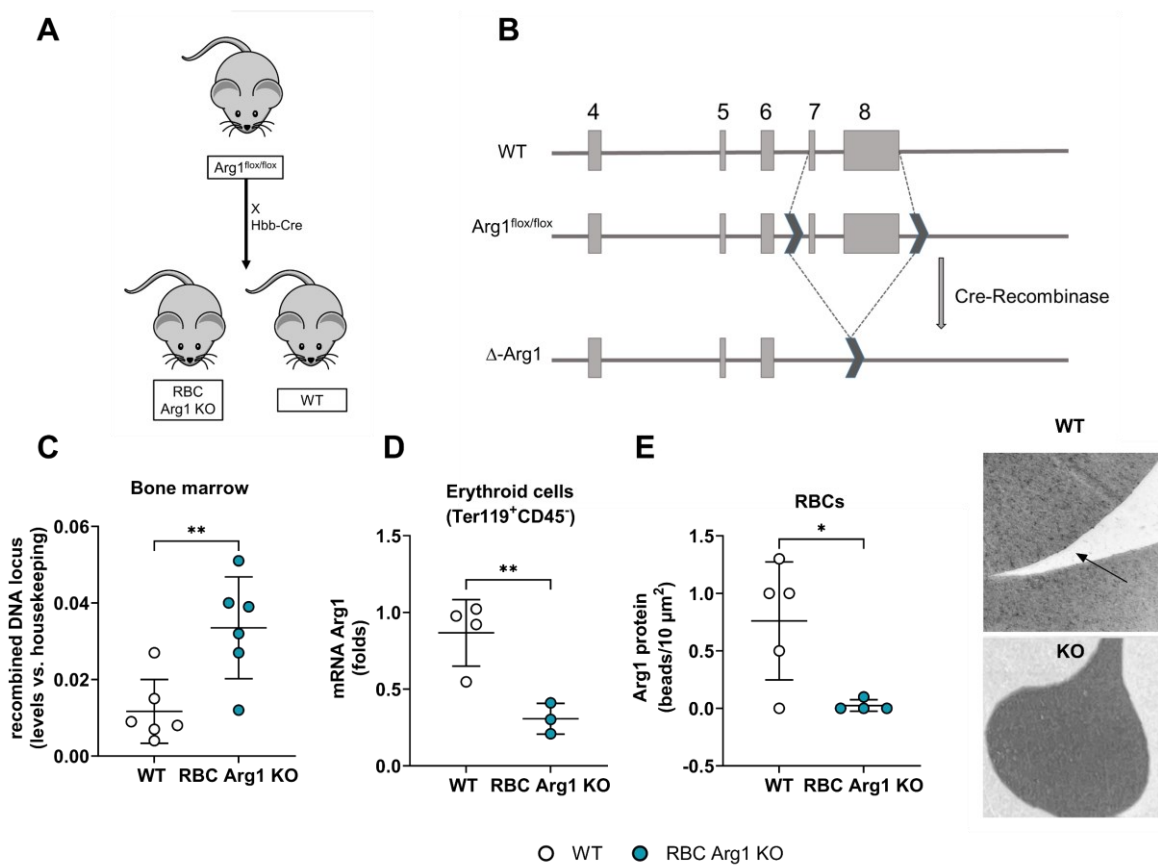 A
Arg1flox/flox
X
Hbb-Cre
RBC
Arg1 KO
WT
B
4 5 6 7 8
WT
Arg1flox/flox
Cre-Recombinase
Δ-Arg1
C
Bone marrow
recombined DNA locus
(levels vs. housekeeping)
0.06
0.04
0.02
0.00
**
WT RBC Arg1 KO
D
Erythroid cells
(Ter119+CD45-)
mRNA Arg1
(folds)
1.5
1.0
0.5
0.0
**
WT RBC Arg1 KO
E
RBCs
Arg1 protein
(beads/10 µm²)
1.5
1.0
0.5
0.0
-0.5
*
WT RBC Arg1 KO
WT
KO
WT RBC Arg1 KO